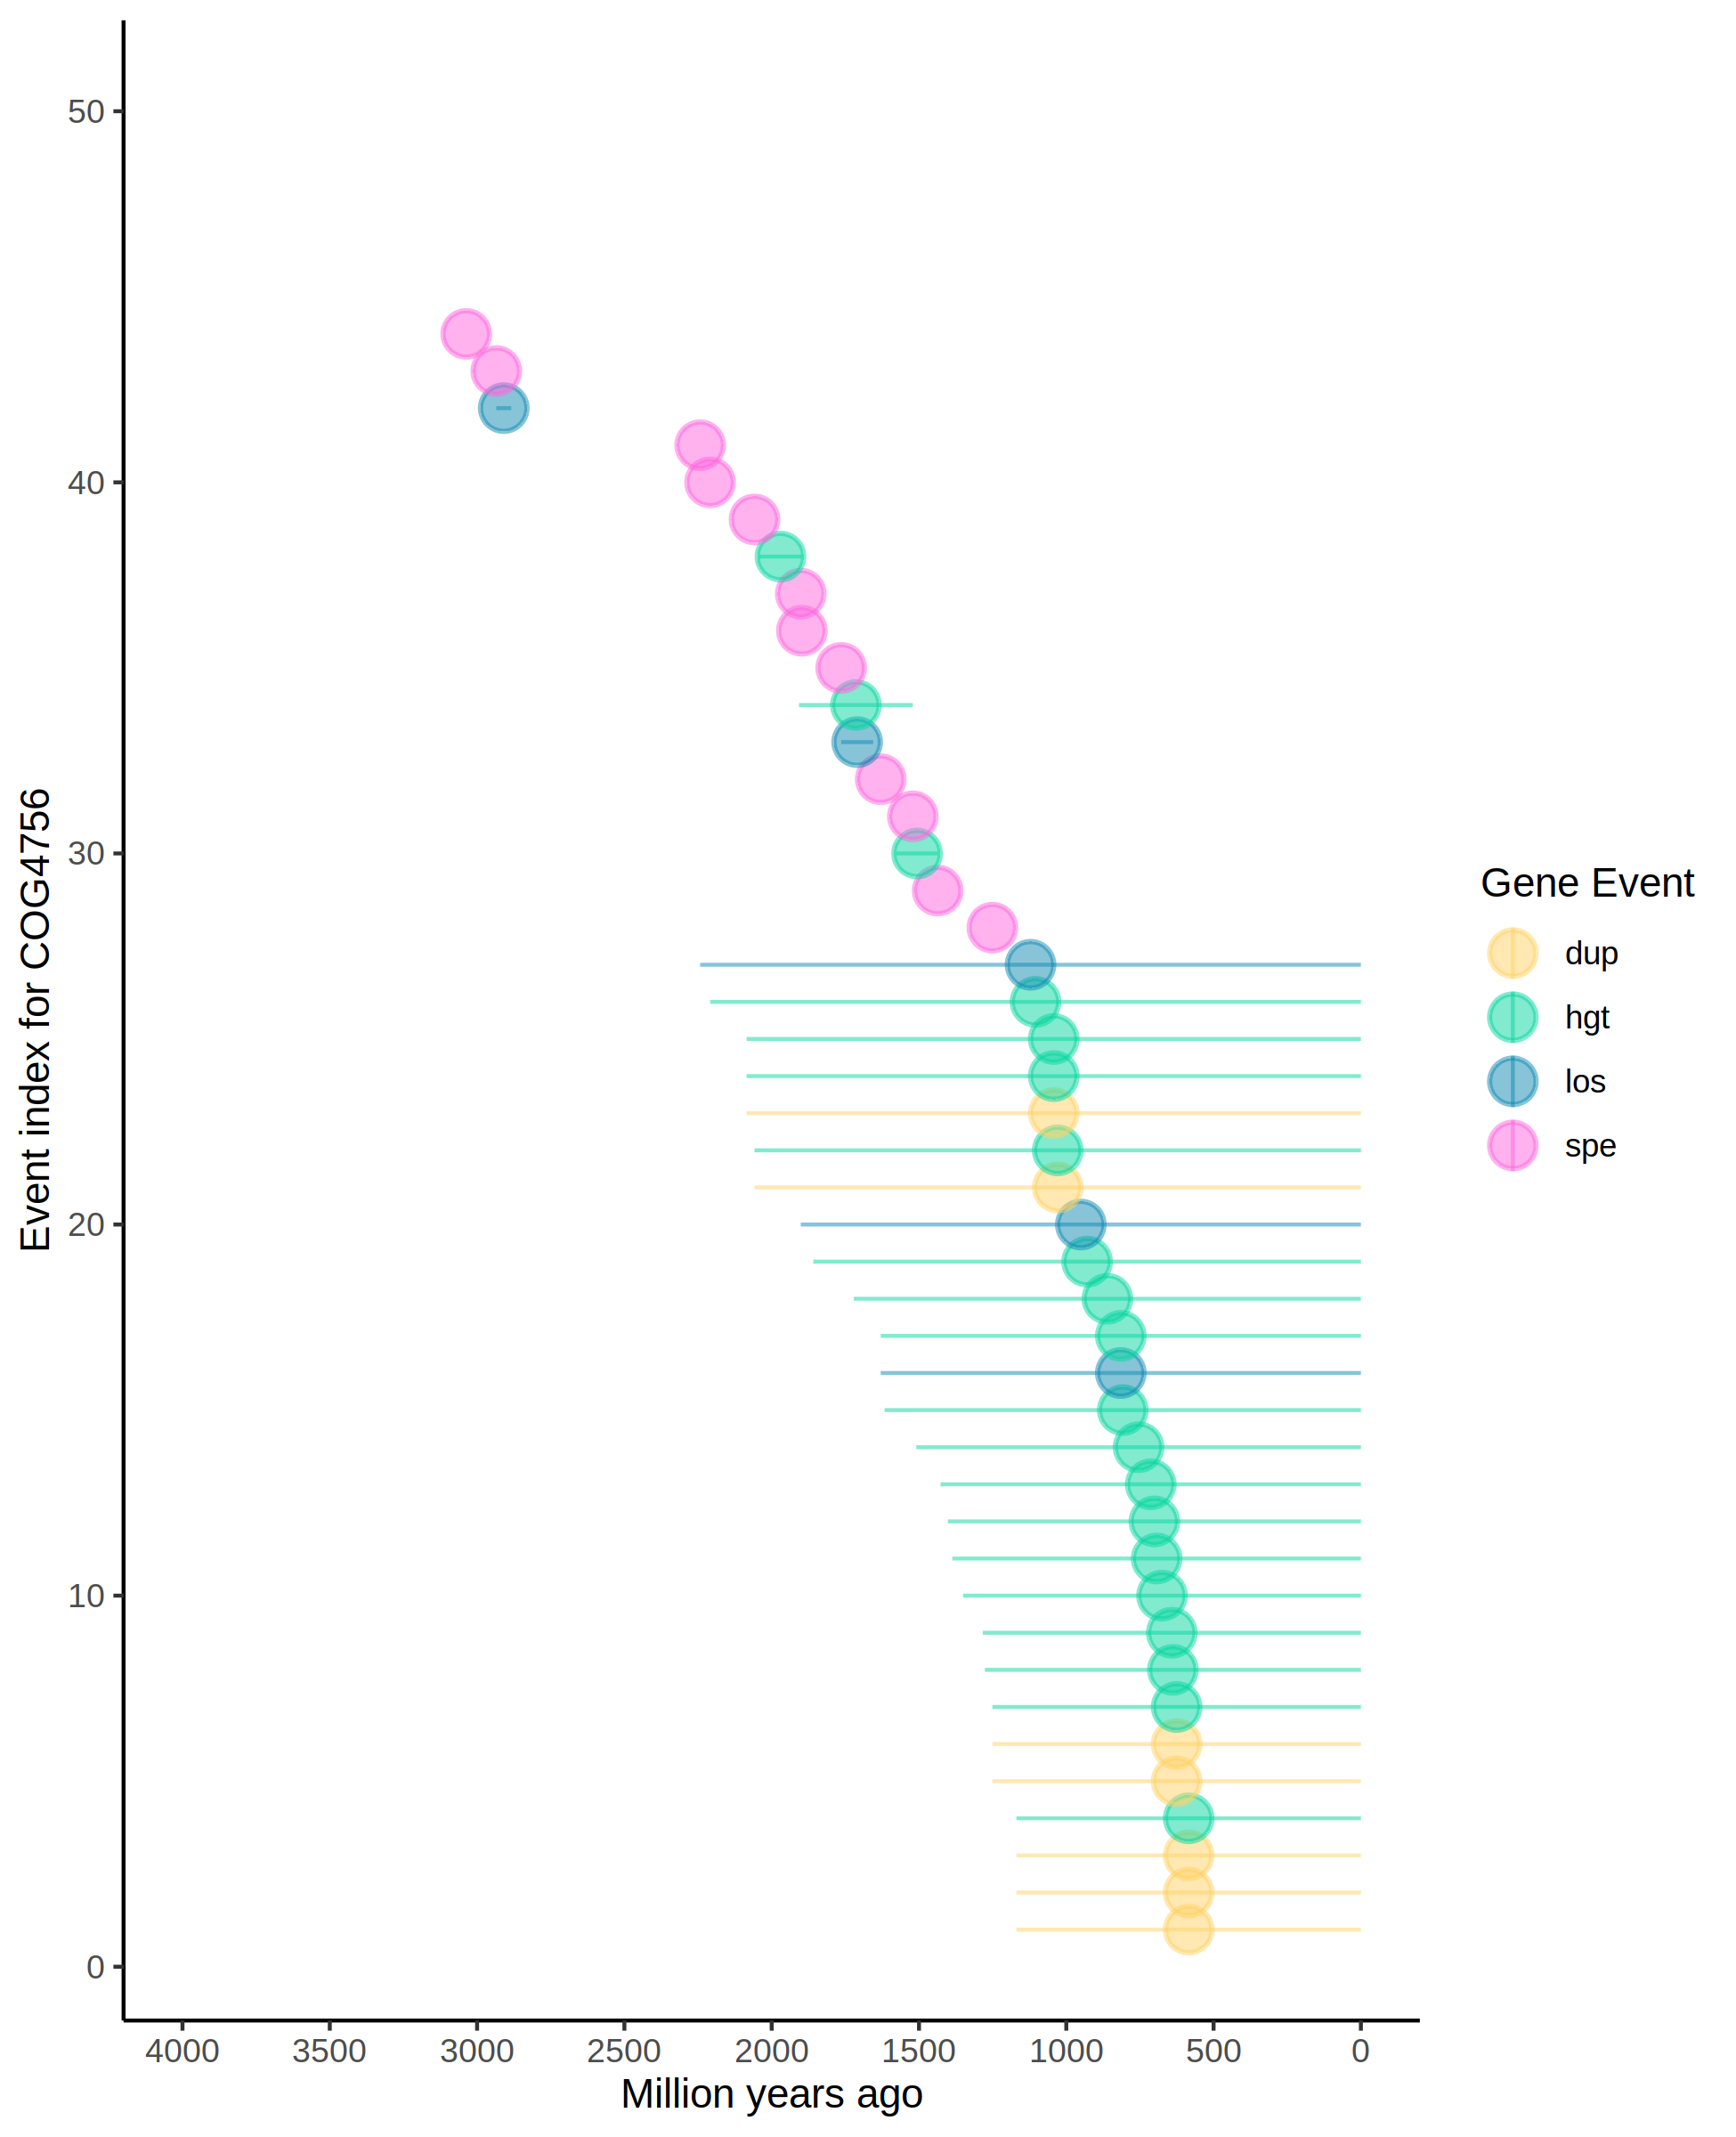 50
40
30
20
10
0
Event index for COG4756
4000 3500 3000 2500 2000 1500 1000 500 0
Million years ago
Gene Event
dup
hgt
los
spe